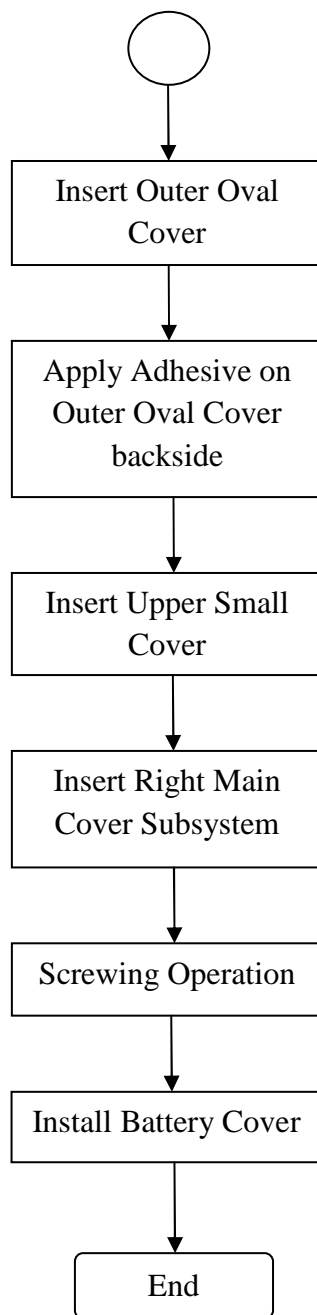 Insert Outer Oval
Cover
Apply Adhesive on
Outer Oval Cover
backside
Insert Upper Small
Cover
Insert Right Main
Cover Subsystem
Screwing Operation
Install Battery Cover
End